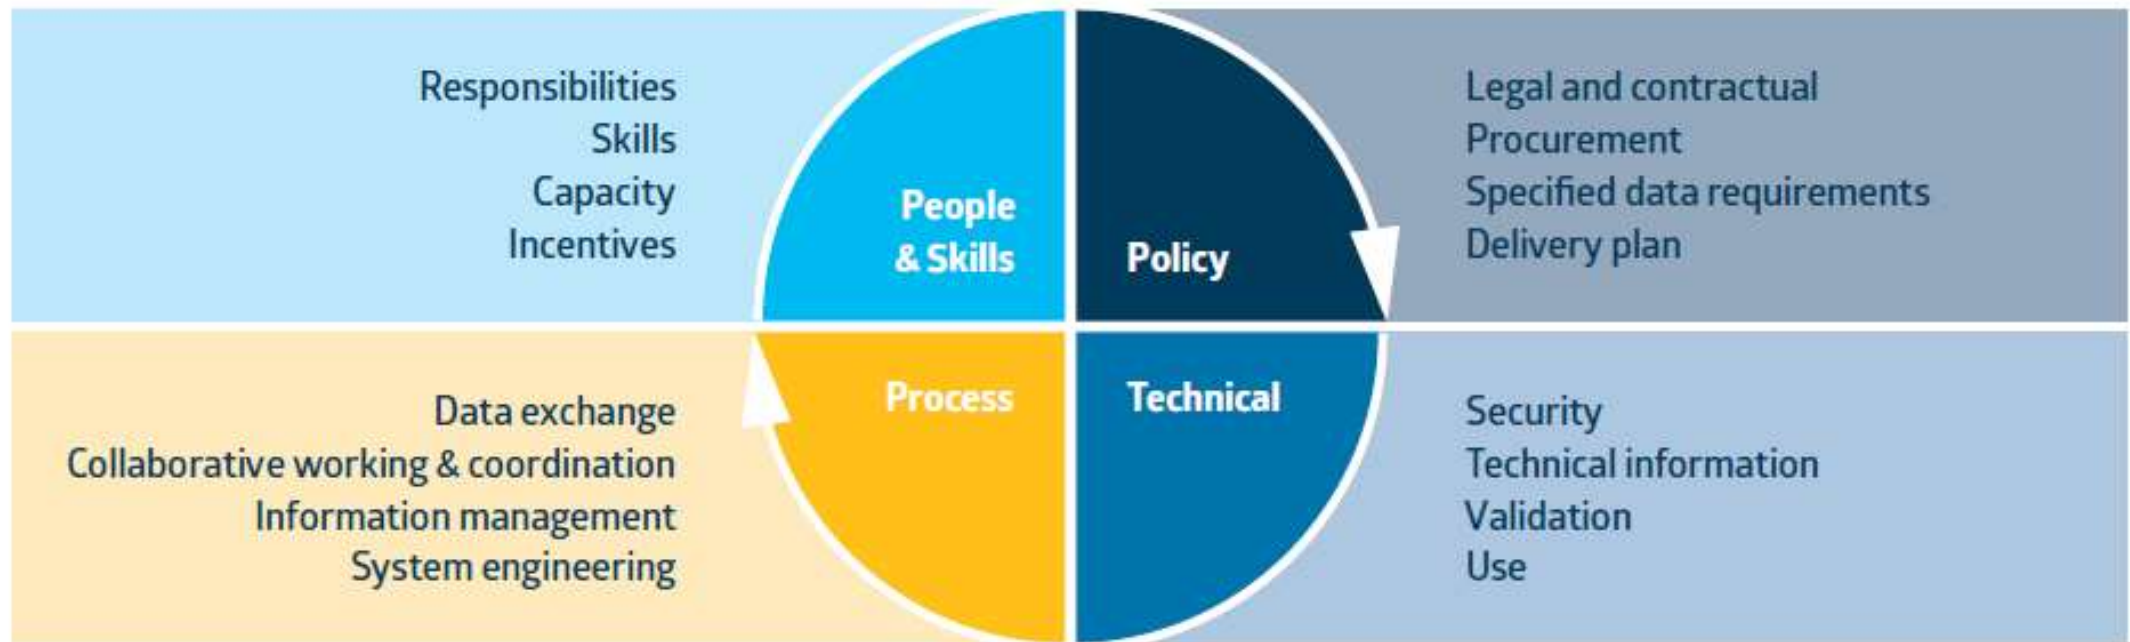 Responsibilities
Skills
Capacity
Incentives
People
& Skills
Policy
Legal and contractual
Procurement
Specified data requirements
Delivery plan
Data exchange
Collaborative working & coordination
Information management
System engineering
Process
Technical
Security
Technical information
Validation
Use